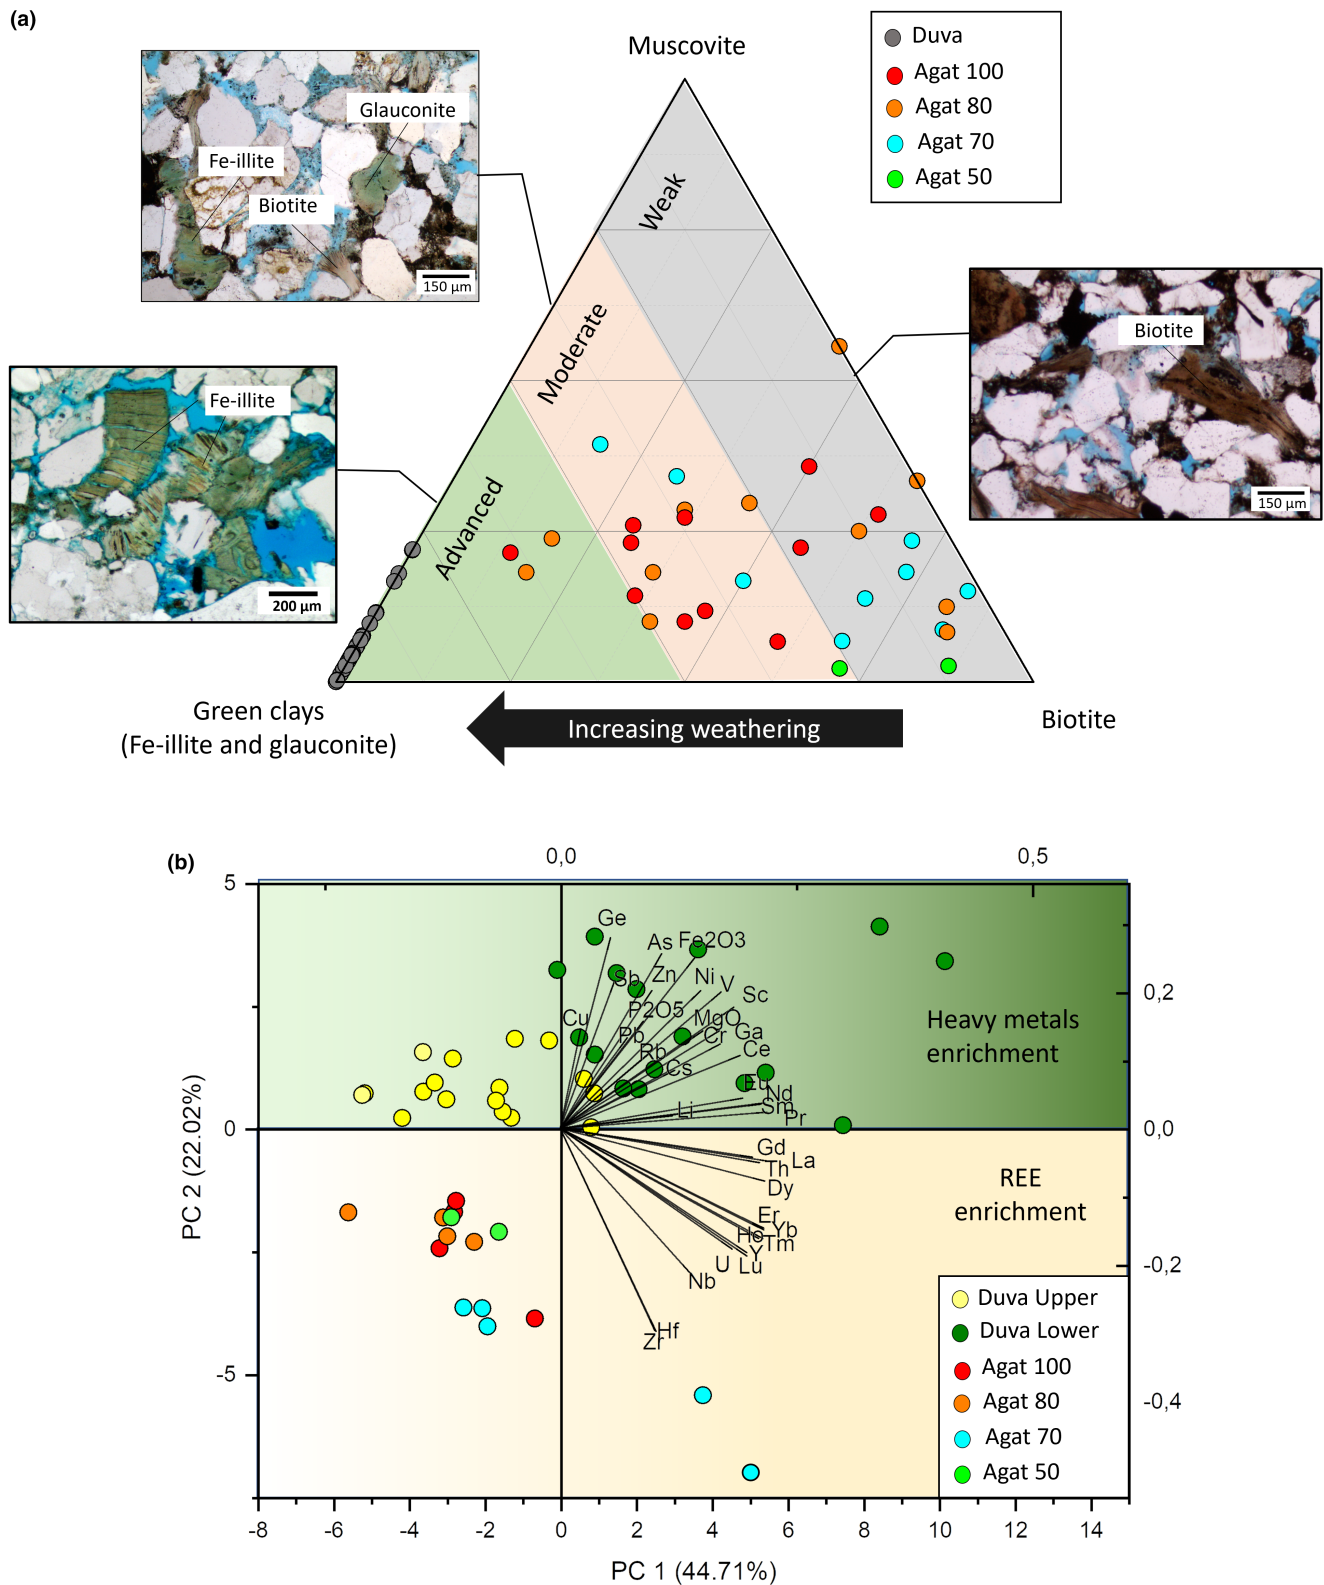 (a)
Muscovite
Duva
Agat 100
Agat 80
Agat 70
Agat 50
Glauconite
Fe-illite
Biotite
150 µm
Weak
Moderate
Advanced
Biotite
150 µm
Fe-illite
200 µm
Green clays
(Fe-illite and glauconite)
Increasing weathering
Biotite
(b)
0,0 0,5
5
0
-5
PC 2 (22.02%)
0,2
0,0
-0,2
-0,4
Ge
As Fe2O3
Sb Zn Ni V
Sc
P2O5
Cu MgO
Pb Cr Ga
Rb Ce
Cs
Eu
Nd
Li Sm
Pr
Heavy metals
enrichment
Gd
La
Th
Dy
Er
Yb
Ho
Tm
Y
U Lu
Nb
Hf
Zr
REE
enrichment
Duva Upper
Duva Lower
Agat 100
Agat 80
Agat 70
Agat 50
-8 -6 -4 -2 0 2 4 6 8 10 12 14
PC 1 (44.71%)